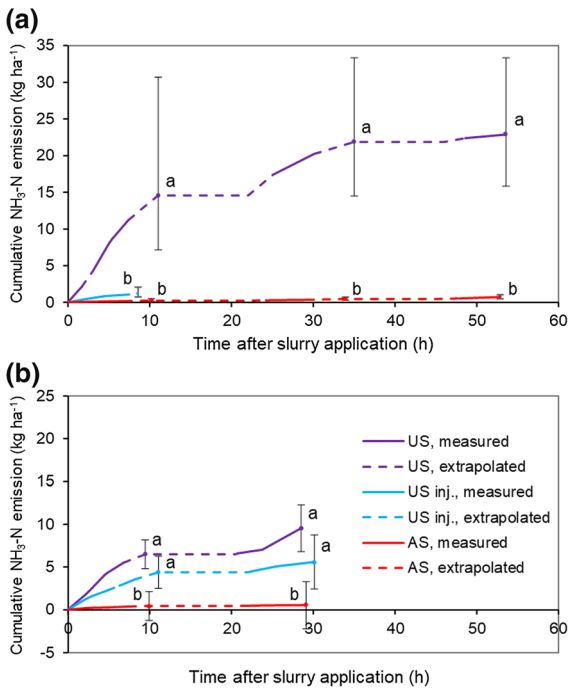 (a)
Cumulative NH₃-N emission (kg ha⁻¹)
35
30
25
20
15
10
5
0
a
a
a
b
b
b
b
0 10 20 30 40 50 60
Time after slurry application (h)
(b)
Cumulative NH₃-N emission (kg ha⁻¹)
25
20
15
10
5
0
-5
a
a
a
a
b
b
US, measured
US, extrapolated
US inj., measured
US inj., extrapolated
AS, measured
AS, extrapolated
0 10 20 30 40 50 60
Time after slurry application (h)